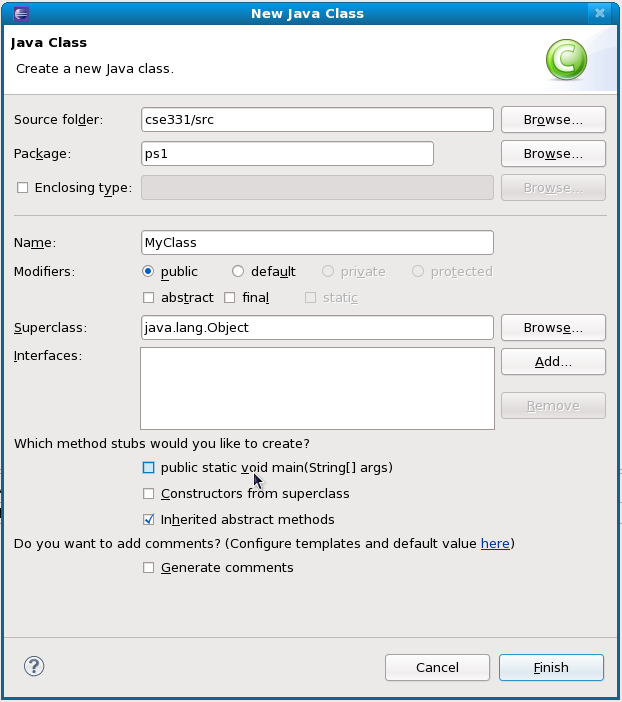 New Java Class
Java Class
Create a new Java class.
Source folder: cse331/src Browse...
Package: ps1 Browse...
Enclosing type: Browse...
Name: MyClass
Modifiers: public default private protected
abstract final static
Superclass: java.lang.Object Browse...
Interfaces: Add...
Remove
Which method stubs would you like to create?
public static void main(String[] args)
Constructors from superclass
Inherited abstract methods
Do you want to add comments? (Configure templates and default value here)
Generate comments
? Cancel Finish